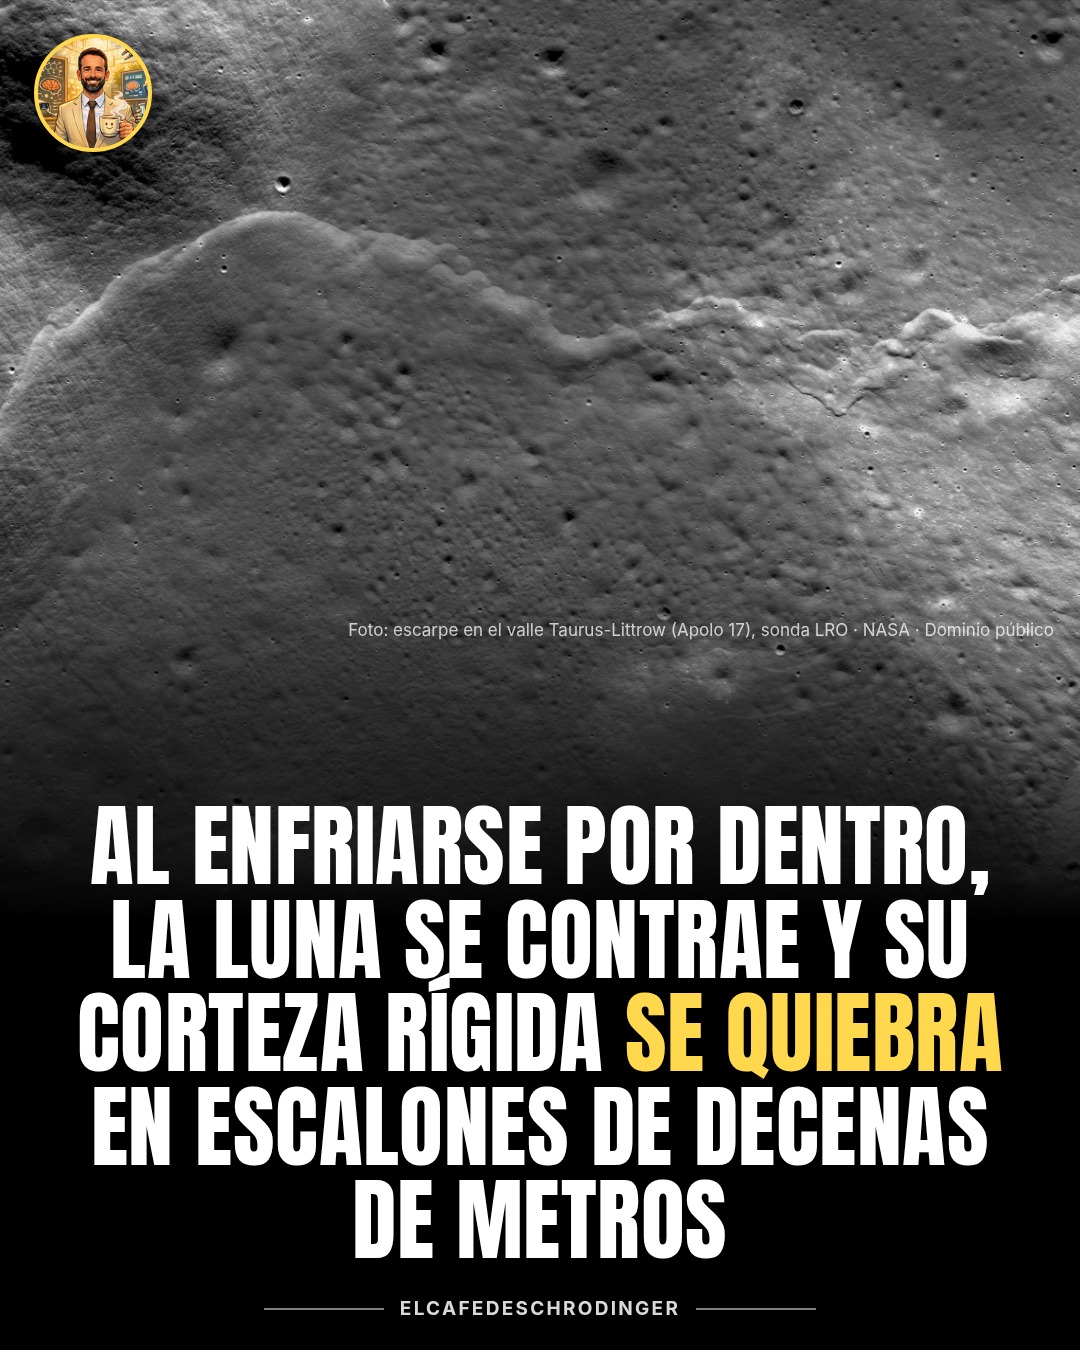 Foto: escarpe en el valle Taurus-Littrow (Apolo 17), sonda LRO · NASA · Dominio público
AL ENFRIARSE POR DENTRO,
LA LUNA SE CONTRAE Y SU
CORTEZA RÍGIDA SE QUIEBRA
EN ESCALONES DE DECENAS
DE METROS
ELCAFEDESCHRODINGER